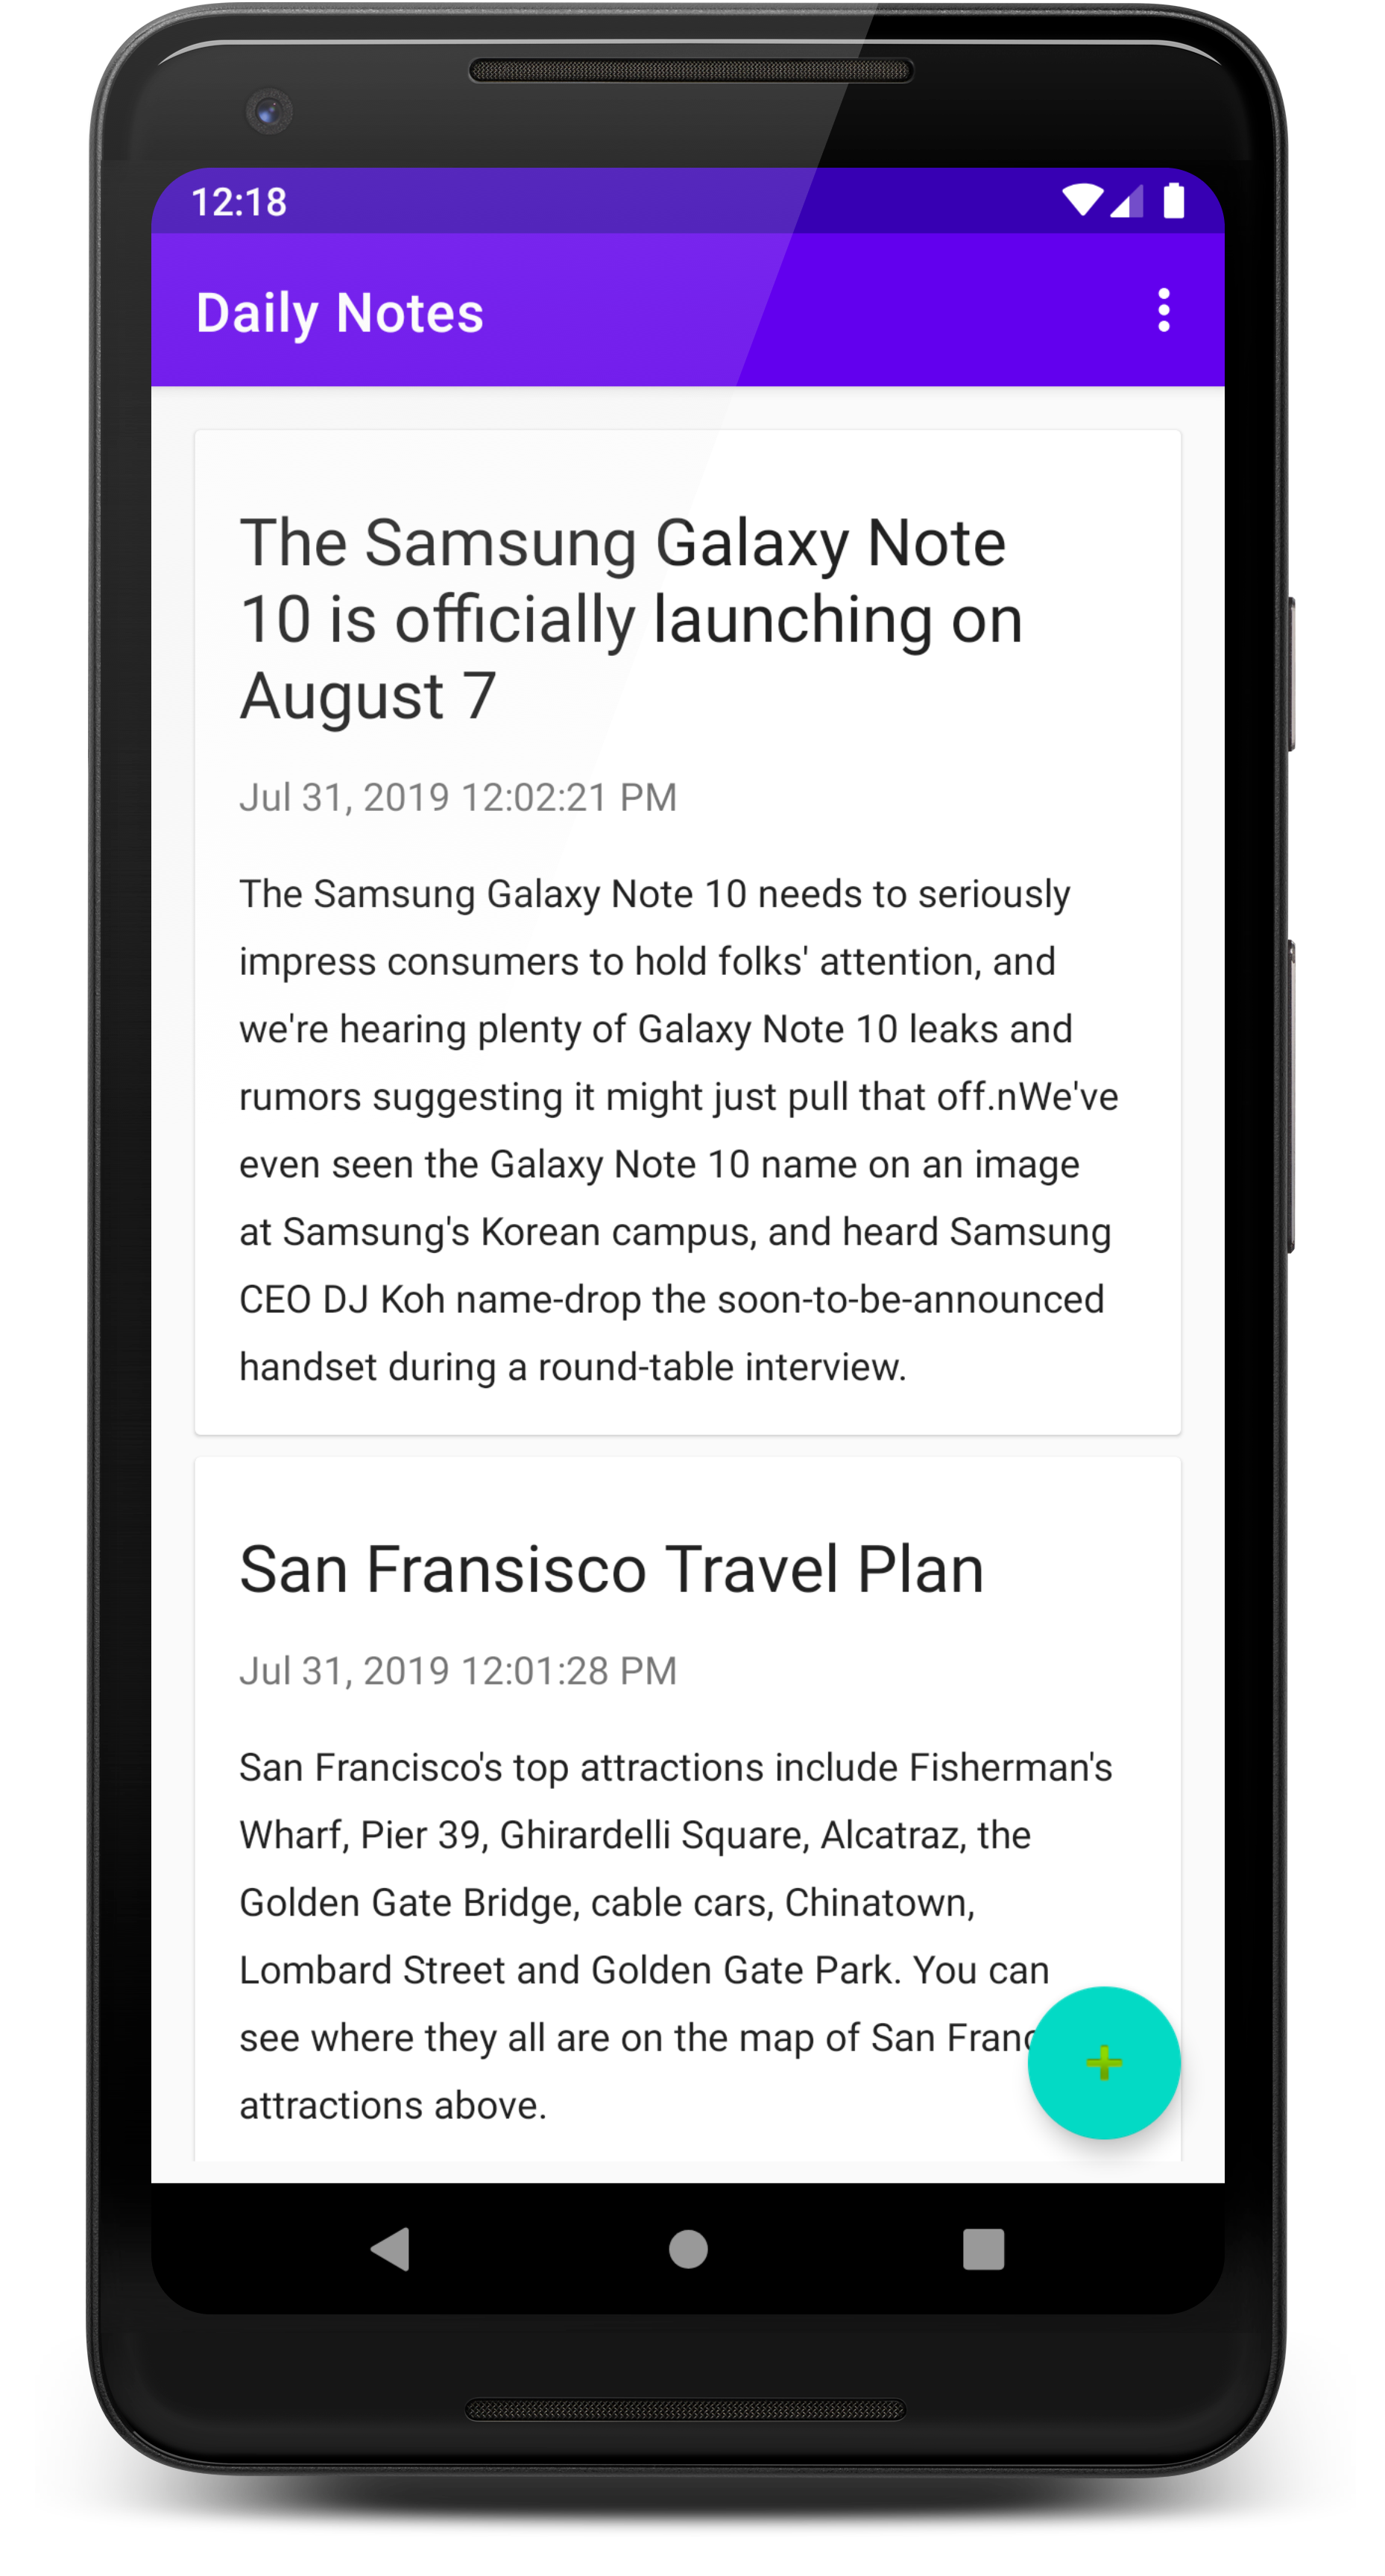 12:18
Daily Notes
The Samsung Galaxy Note
10 is officially launching on
August 7
Jul 31, 2019 12:02:21 PM
The Samsung Galaxy Note 10 needs to seriously
impress consumers to hold folks' attention, and
we're hearing plenty of Galaxy Note 10 leaks and
rumors suggesting it might just pull that off.nWe've
even seen the Galaxy Note 10 name on an image
at Samsung's Korean campus, and heard Samsung
CEO DJ Koh name-drop the soon-to-be-announced
handset during a round-table interview.
San Fransisco Travel Plan
Jul 31, 2019 12:01:28 PM
San Francisco's top attractions include Fisherman's
Wharf, Pier 39, Ghirardelli Square, Alcatraz, the
Golden Gate Bridge, cable cars, Chinatown,
Lombard Street and Golden Gate Park. You can
see where they all are on the map of San
attractions above.